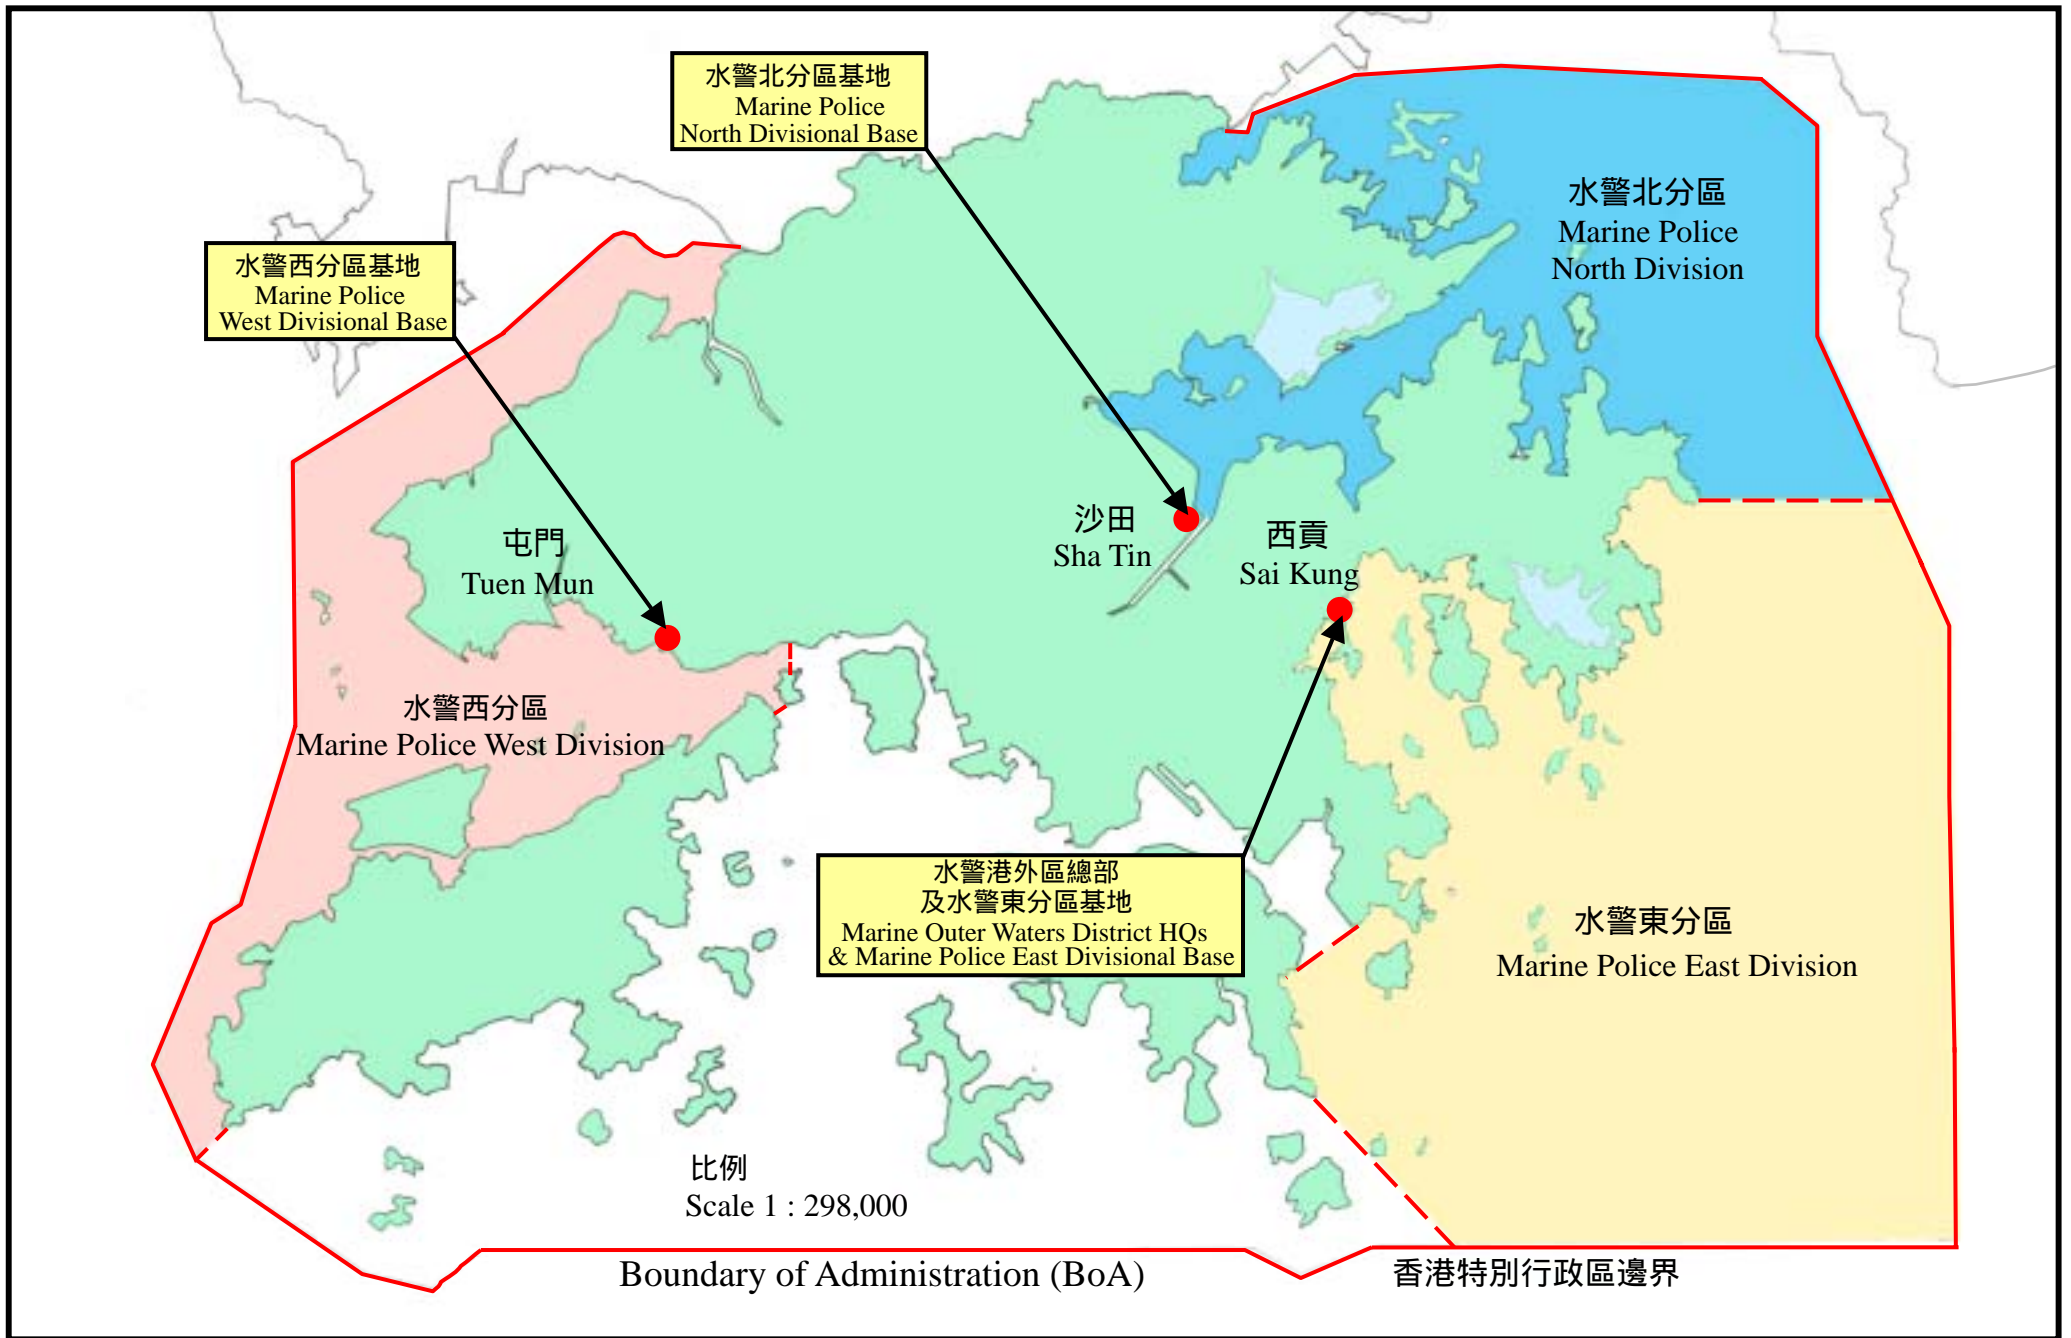 水警北分區基地
Marine Police
North Divisional Base
水警北分區
Marine Police
North Division
水警西分區基地
Marine Police
West Divisional Base
沙田
Sha Tin
西貢
Sai Kung
屯門
Tuen Mun
水警西分區
Marine Police West Division
水警港外區總部
及水警東分區基地
Marine Outer Waters District HQs
& Marine Police East Divisional Base
水警東分區
Marine Police East Division
比例
Scale 1 : 298,000
Boundary of Administration (BoA)
香港特別行政區邊界